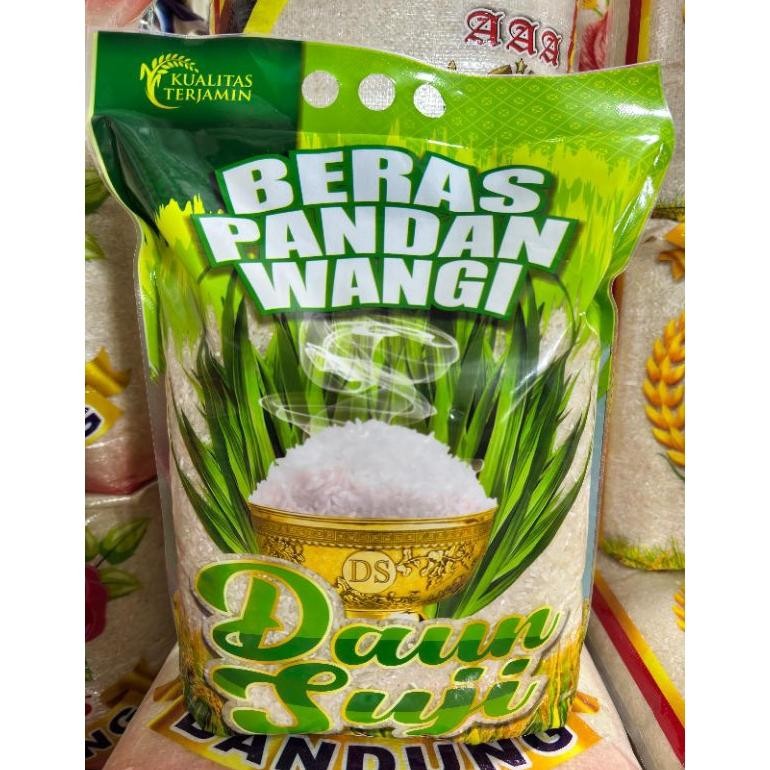 AAA
KUALITAS
TERJAMIN
BERAS
PANDAN
WANGI
DS
Daun
Suji
BANDUNG